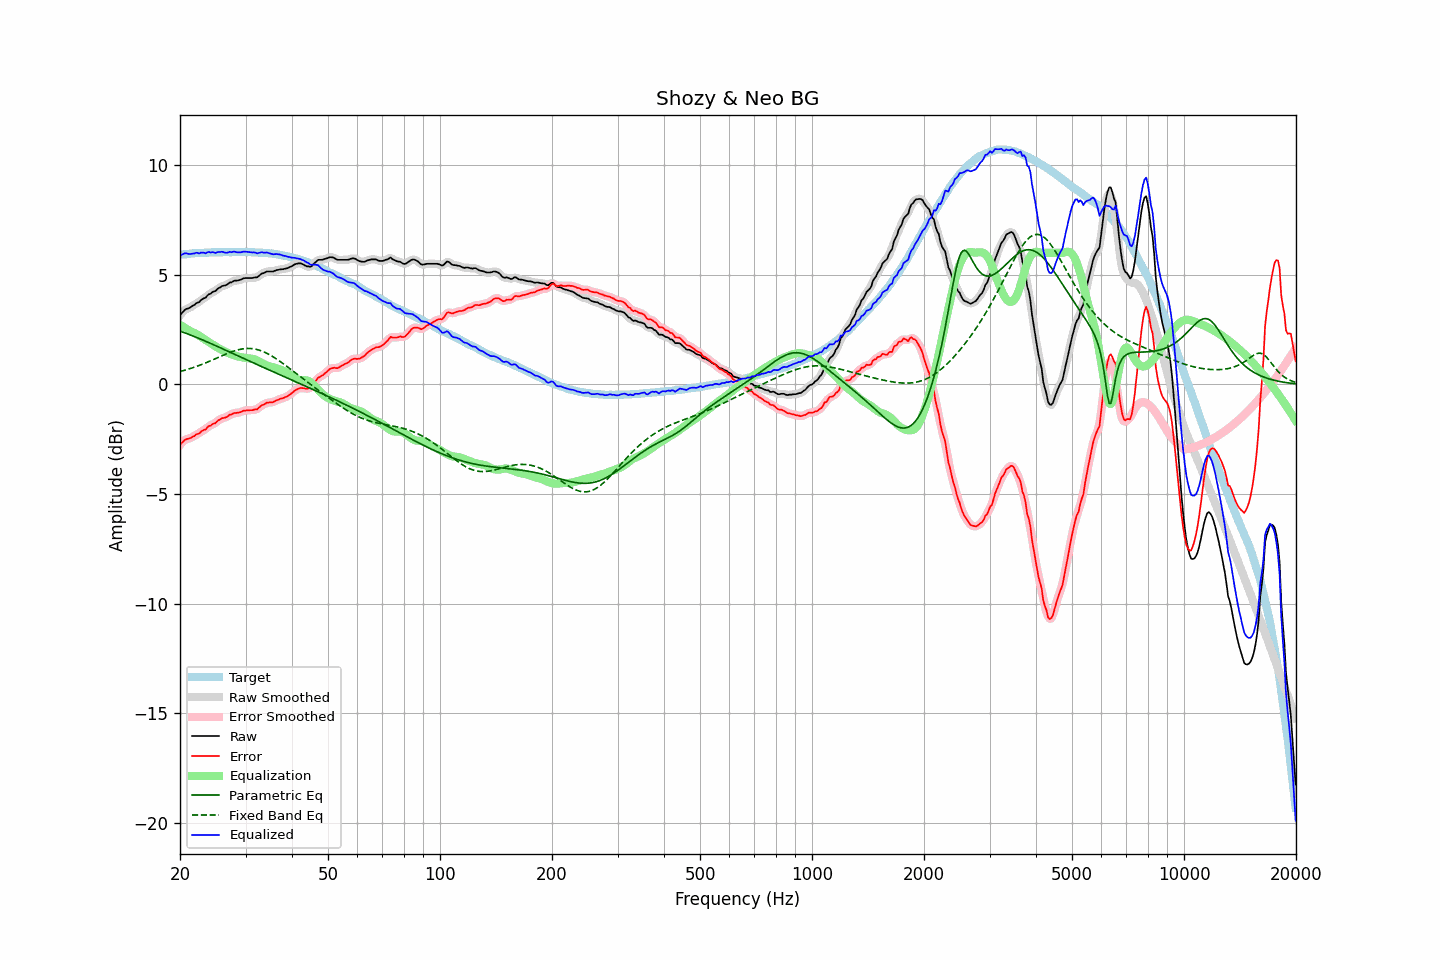 Shozy & Neo BG
10
5
0
−5
−10
−15
−20
Amplitude (dBr)
Target
Raw Smoothed
Error Smoothed
Raw
Error
Equalization
Parametric Eq
Fixed Band Eq
Equalized
20 50 100 200 500 1000 2000 5000 10000 20000
Frequency (Hz)